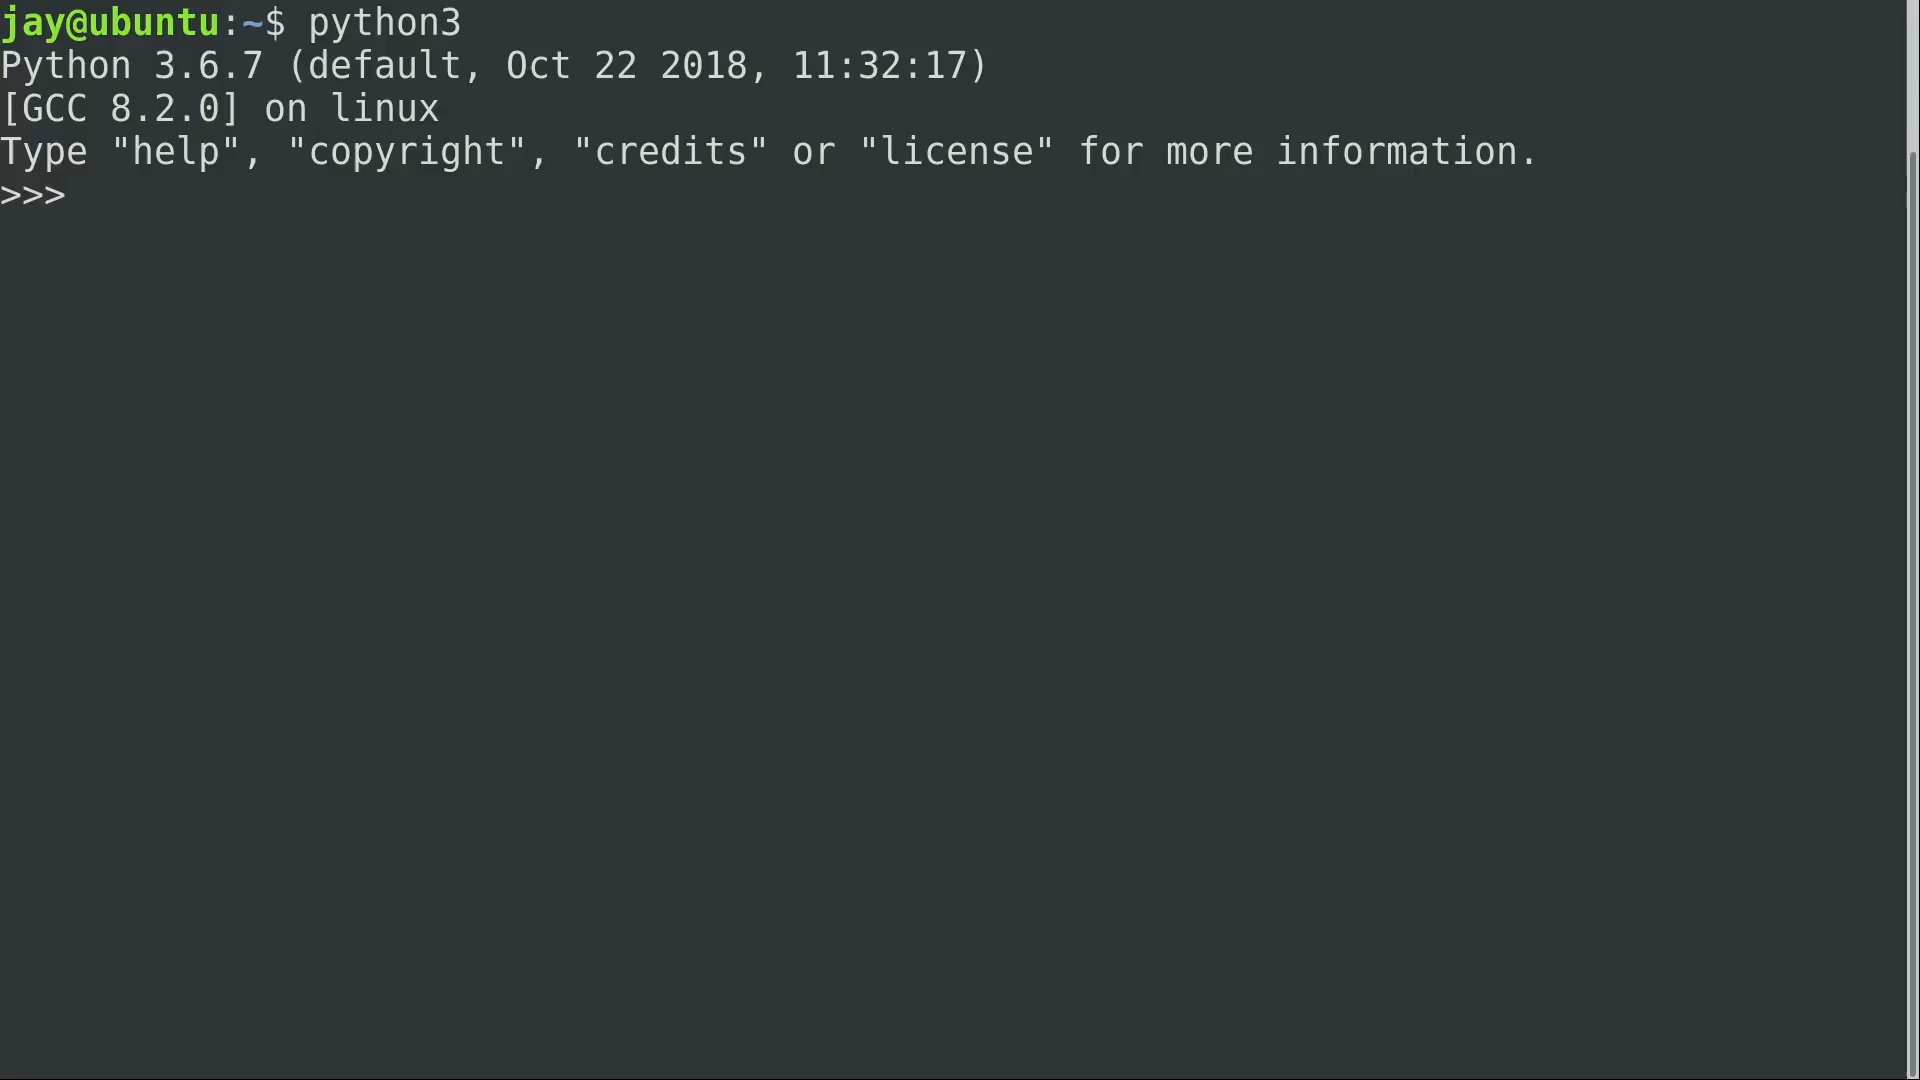 jay@ubuntu:~$ python3
Python 3.6.7 (default, Oct 22 2018, 11:32:17)
[GCC 8.2.0] on linux
Type "help", "copyright", "credits" or "license" for more information.
>>>